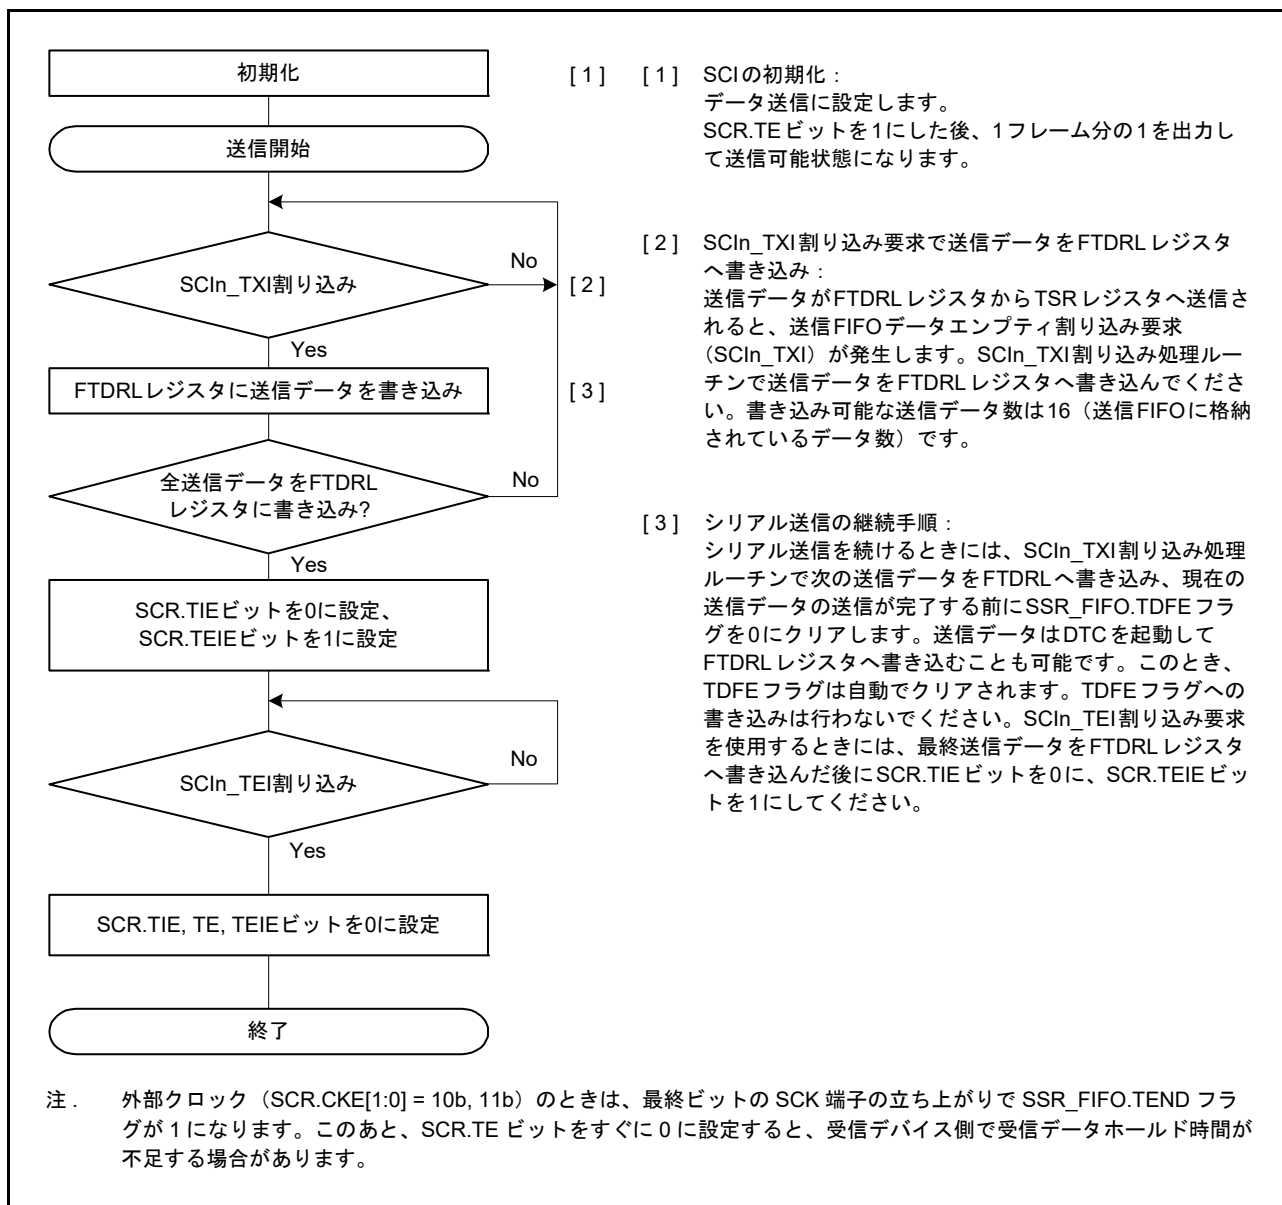 初期化
[ 1 ]
送信開始
SCIn_TXI割り込み
No
[ 2 ]
Yes
FTDRLレジスタに送信データを書き込み
[ 3 ]
全送信データをFTDRL
レジスタに書き込み?
No
Yes
SCR.TIEビットを0に設定、
SCR.TEIEビットを1に設定
SCIn_TEI割り込み
No
Yes
SCR.TIE, TE, TEIEビットを0に設定
終了
[ 1 ] SCIの初期化：
データ送信に設定します。
SCR.TEビットを1にした後、1フレーム分の1を出力し
て送信可能状態になります。
[ 2 ] SCIn_TXI割り込み要求で送信データをFTDRLレジスタ
へ書き込み：
送信データがFTDRLレジスタからTSRレジスタへ送信さ
れると、送信FIFOデータエンプティ割り込み要求
（SCIn_TXI）が発生します。SCIn_TXI割り込み処理ルー
チンで送信データをFTDRLレジスタへ書き込んでくださ
い。書き込み可能な送信データ数は16（送信FIFOに格納
されているデータ数）です。
[ 3 ] シリアル送信の継続手順：
シリアル送信を続けるときには、SCIn_TXI割り込み処理
ルーチンで次の送信データをFTDRLへ書き込み、現在の
送信データの送信が完了する前にSSR_FIFO.TDFEフラ
グを0にクリアします。送信データはDTCを起動して
FTDRLレジスタへ書き込むことも可能です。このとき、
TDFEフラグは自動でクリアされます。TDFEフラグへの
書き込みは行わないでください。SCIn_TEI割り込み要求
を使用するときには、最終送信データをFTDRLレジスタ
へ書き込んだ後にSCR.TIEビットを0に、SCR.TEIEビッ
トを1にしてください。
注． 外部クロック（SCR.CKE[1:0] = 10b, 11b）のときは、最終ビットの SCK 端子の立ち上がりで SSR_FIFO.TEND フラ
グが 1 になります。このあと、SCR.TE ビットをすぐに 0 に設定すると、受信デバイス側で受信データホールド時間が
不足する場合があります。